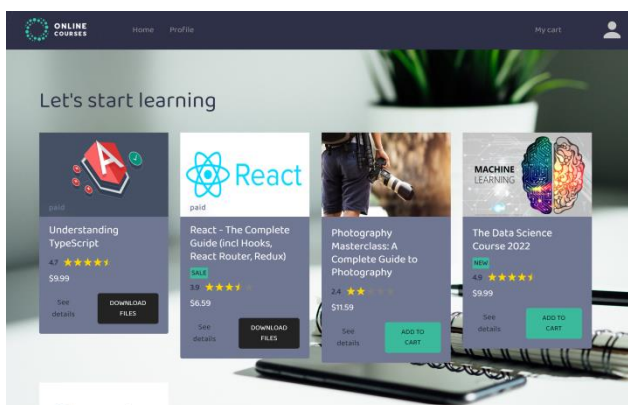 ONLINE
COURSES
Home
Profile
My cart
Let's start learning
paid
Understanding
TypeScript
4.7
$9.99
See
details
DOWNLOAD
FILES
React
paid
React - The Complete
Guide (incl Hooks,
React Router, Redux)
SALE
3.9
$6.59
See
details
DOWNLOAD
FILES
Photography
Masterclass: A
Complete Guide to
Photography
2.4
$11.59
See
details
ADD TO
CART
MACHINE
LEARNING
The Data Science
Course 2022
NEW
4.9
$9.99
See
details
ADD TO
CART